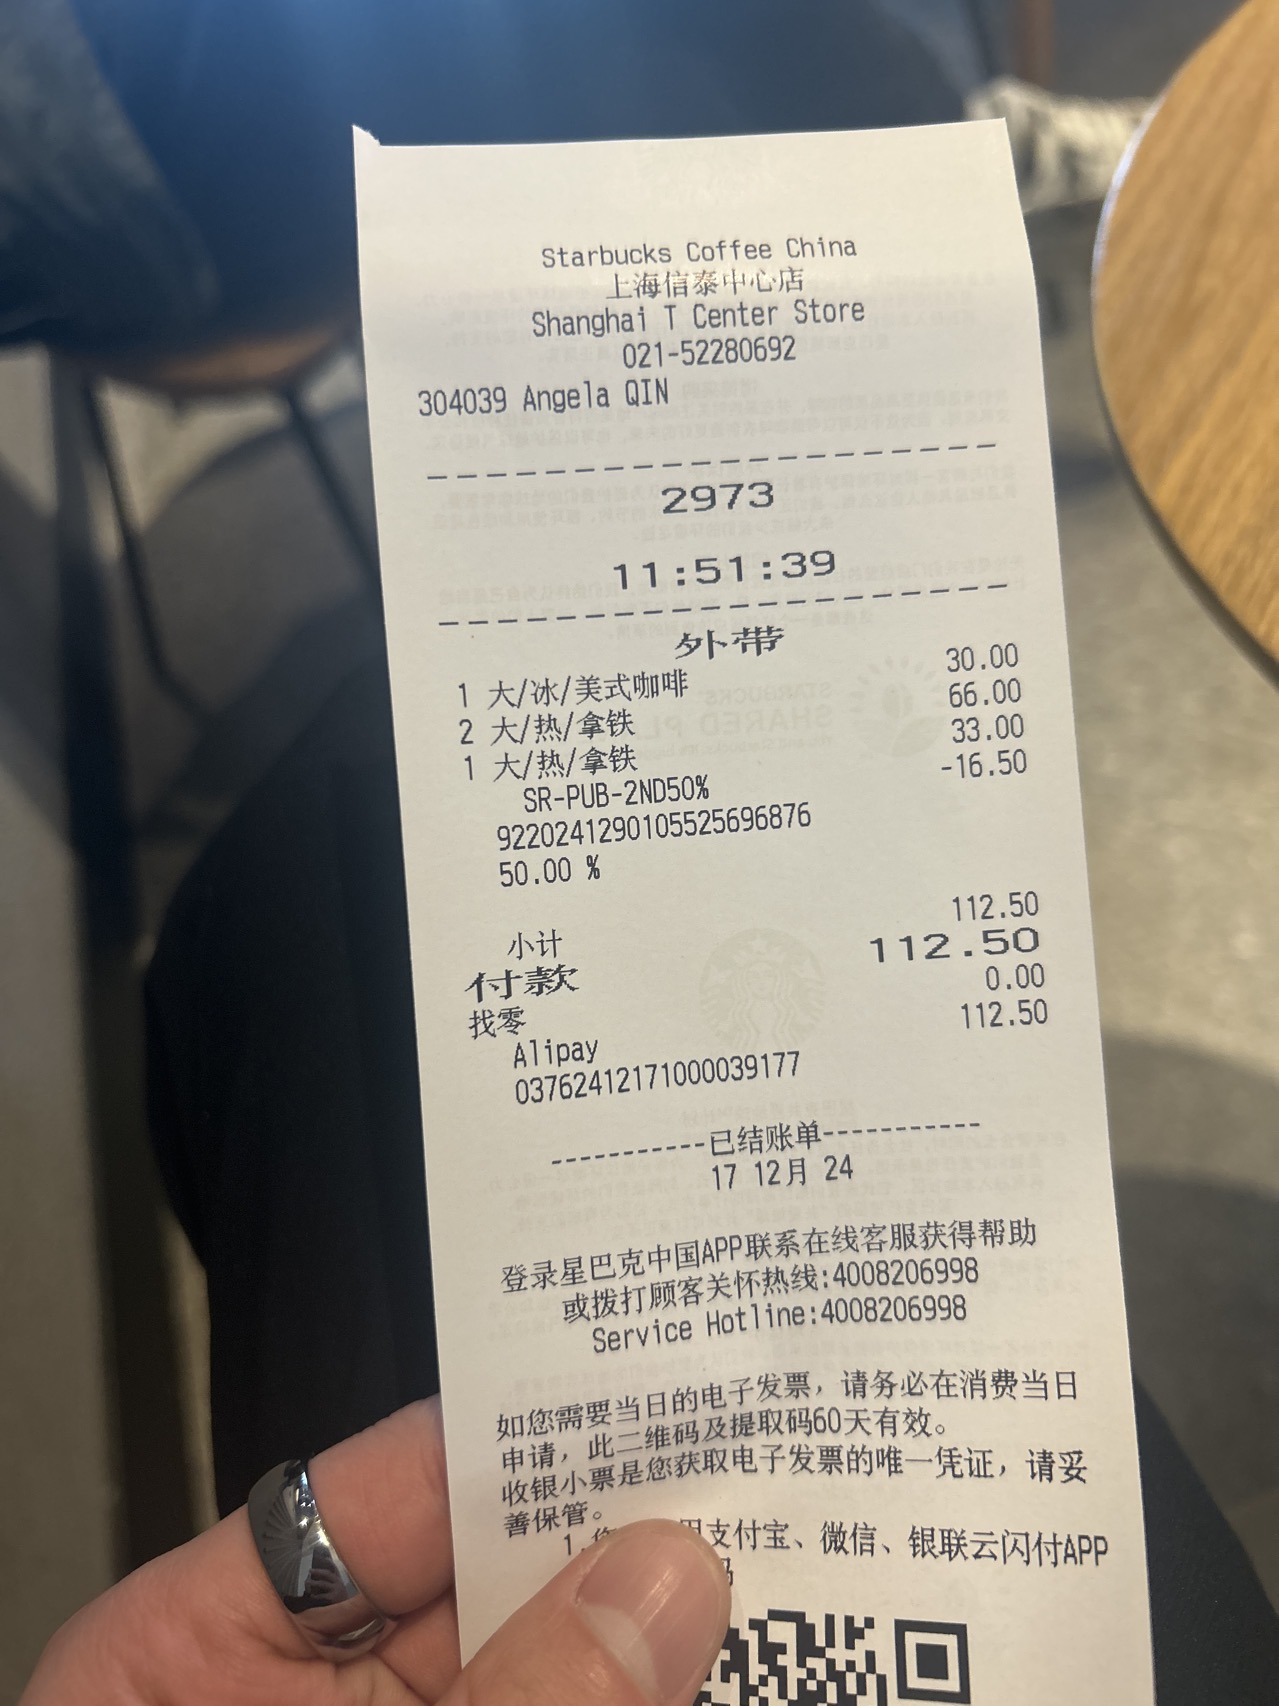 Starbucks Coffee China
上海信泰中心店
Shanghai T Center Store
021-52280692
304039 Angela QIN
2973
11:51:39
外带
1 大/冰/美式咖啡 30.00
2 大/热/拿铁 66.00
1 大/热/拿铁 33.00
SR-PUB-2ND50% -16.50
9220241290105525696876
50.00 %
小计 112.50
付款 112.50
找零 0.00
Alipay 112.50
03762412171000039177
-----------已结账单-----------
17 12月 24
登录星巴克中国APP联系在线客服获得帮助
或拨打顾客关怀热线:4008206998
Service Hotline:4008206998
如您需要当日的电子发票，请务必在消费当日
申请，此二维码及提取码60天有效。
收银小票是您获取电子发票的唯一凭证，请妥
善保管。
1.您 支付宝、微信、银联云闪付APP
码